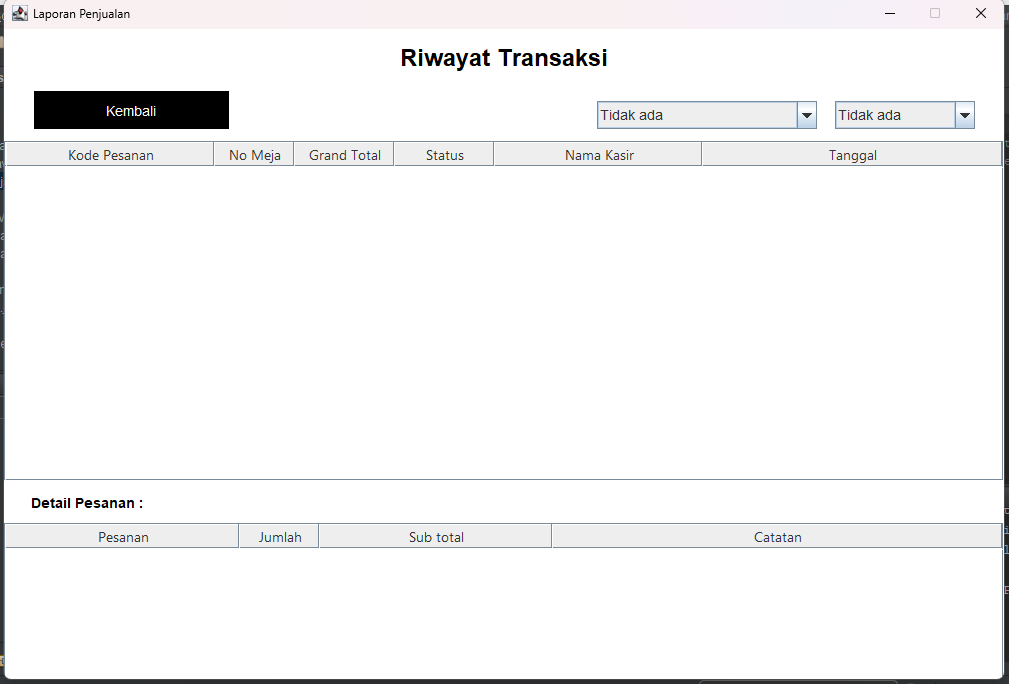 Laporan Penjualan
Riwayat Transaksi
Kembali
Tidak ada
Tidak ada
Kode Pesanan No Meja Grand Total Status Nama Kasir Tanggal
Detail Pesanan :
Pesanan Jumlah Sub total Catatan